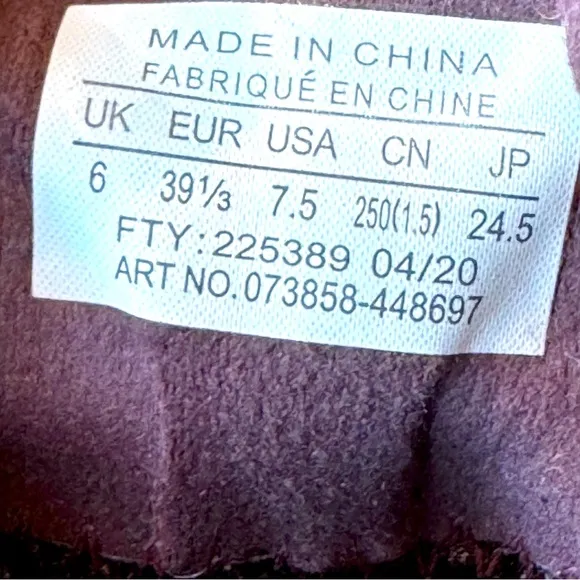 MADE IN CHINA
FABRIQUÉ EN CHINE
UK EUR USA CN JP
6 39⅓ 7.5 250(1.5) 24.5
FTY:225389 04/20
ART NO.073858-448697